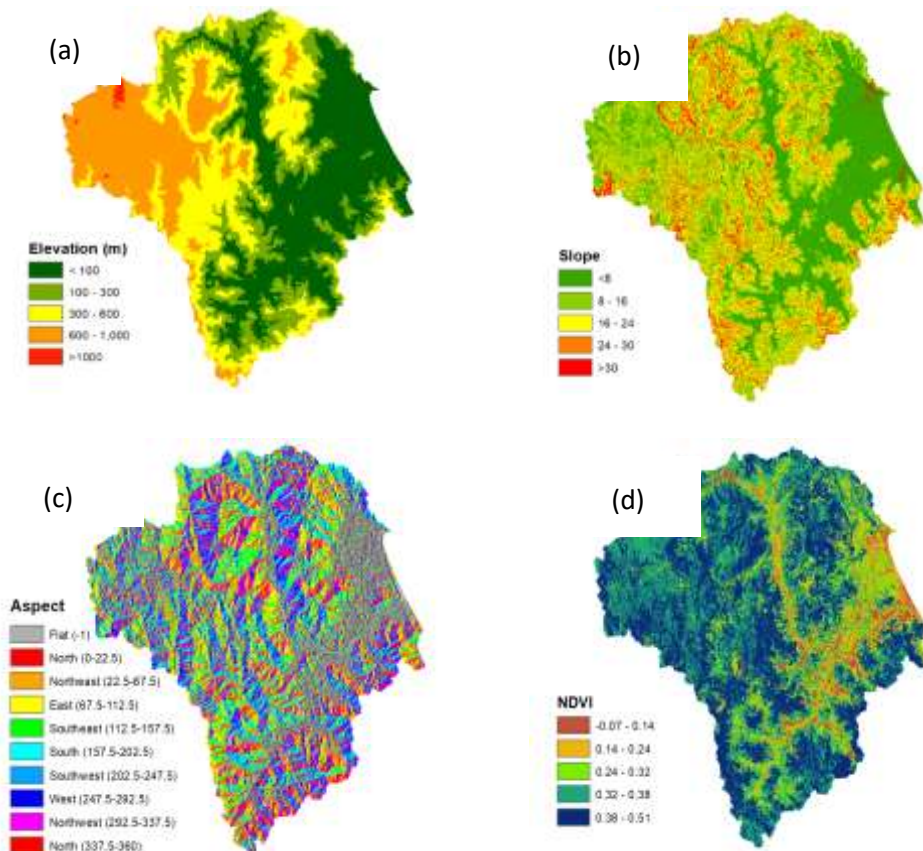 (a)
Elevation (m)
< 100
100 - 300
300 - 600
600 - 1,000
>1000
(b)
Slope
<8
8 - 16
16 - 24
24 - 30
>30
(c)
Aspect
Flat (-1)
North (0-22.5)
Northeast (22.5-67.5)
East (67.5-112.5)
Southeast (112.5-157.5)
South (157.5-202.5)
Southwest (202.5-247.5)
West (247.5-292.5)
Northwest (292.5-337.5)
North (337.5-360)
(d)
NDVI
-0.07 - 0.14
0.14 - 0.24
0.24 - 0.32
0.32 - 0.38
0.38 - 0.51